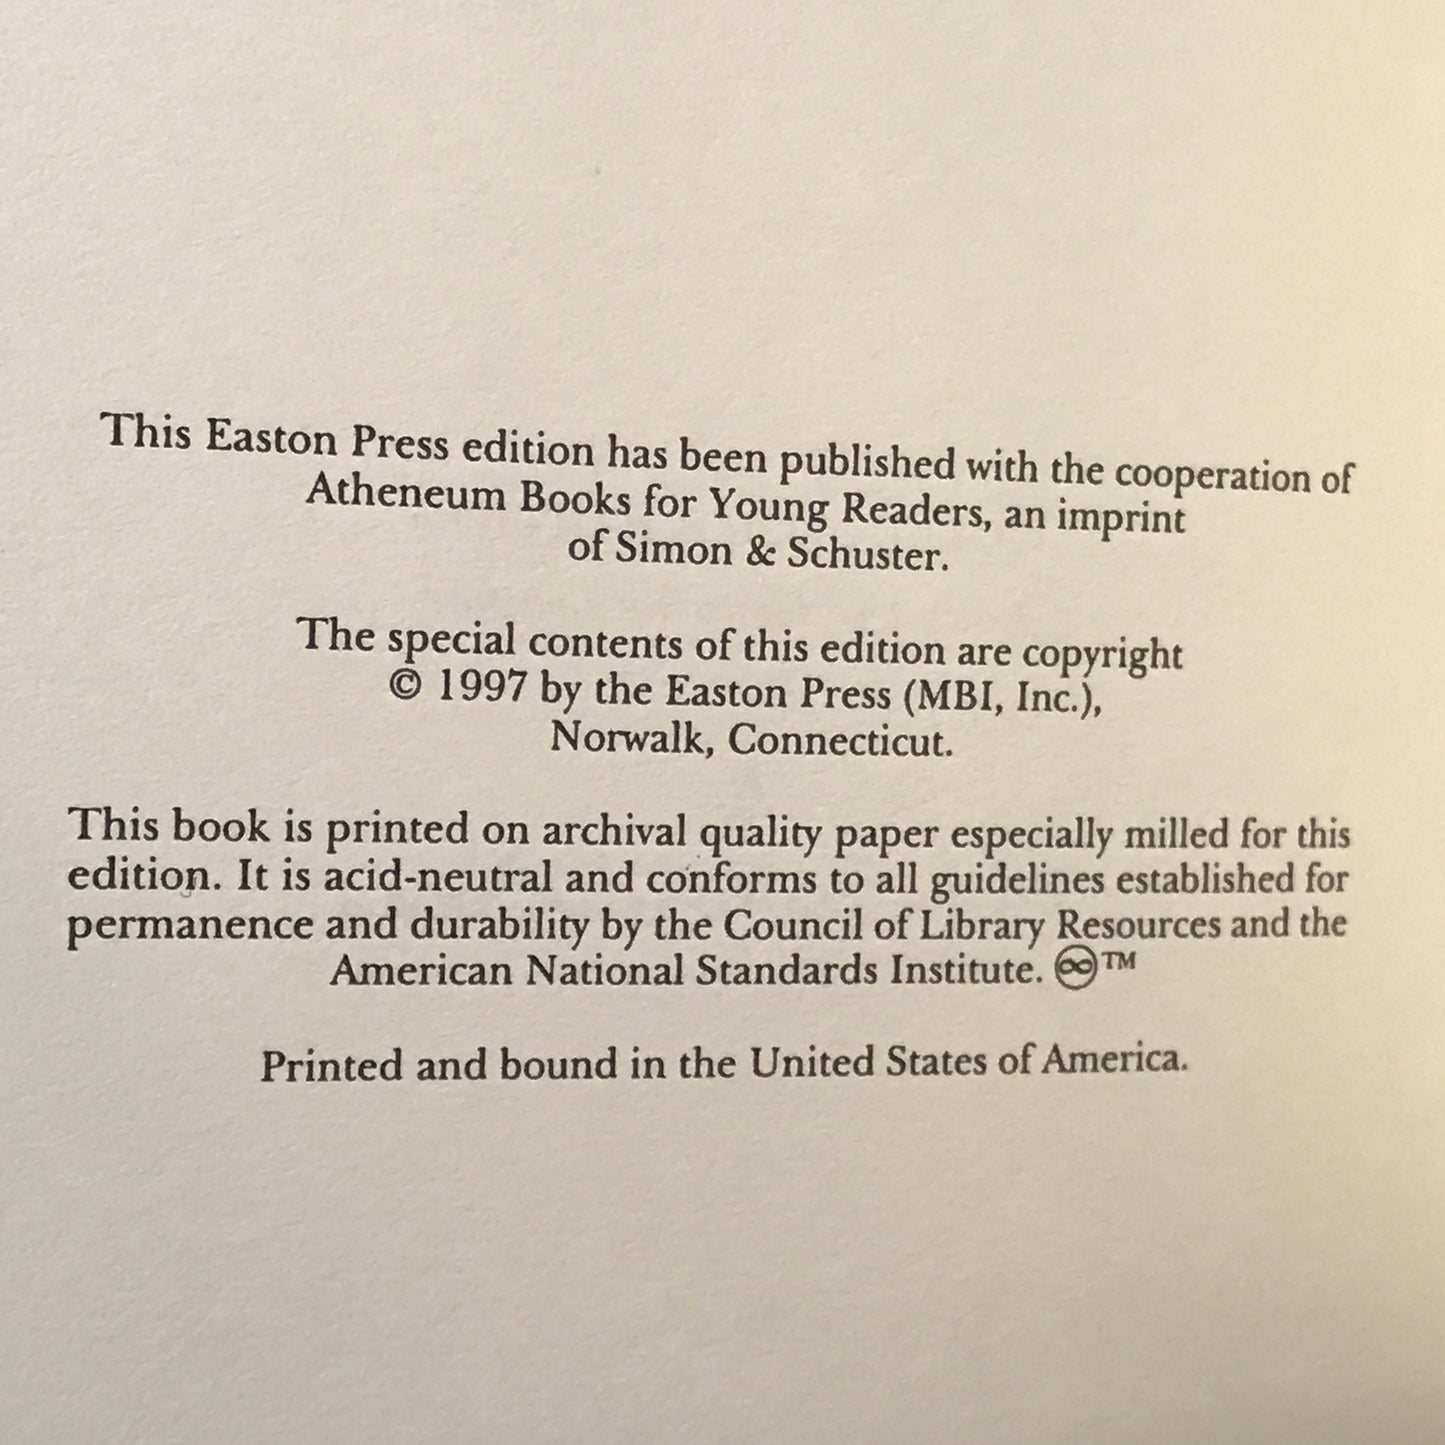 This Easton Press edition has been published with the cooperation of
Atheneum Books for Young Readers, an imprint
of Simon & Schuster.
The special contents of this edition are copyright
© 1997 by the Easton Press (MBI, Inc.),
Norwalk, Connecticut.
This book is printed on archival quality paper especially milled for this
edition. It is acid-neutral and conforms to all guidelines established for
permanence and durability by the Council of Library Resources and the
American National Standards Institute. ♾™
Printed and bound in the United States of America.